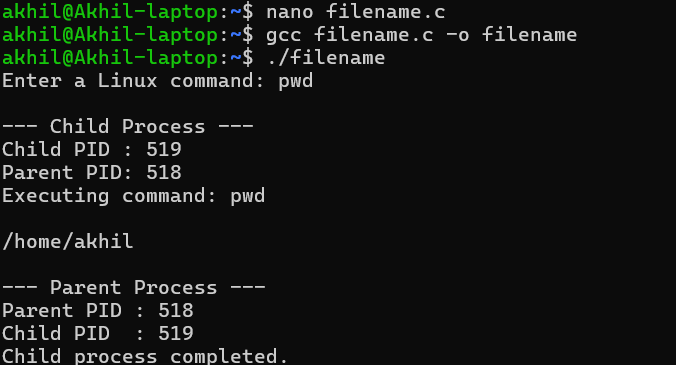 akhil@Akhil-laptop:~$ nano filename.c
akhil@Akhil-laptop:~$ gcc filename.c -o filename
akhil@Akhil-laptop:~$ ./filename
Enter a Linux command: pwd
--- Child Process ---
Child PID : 519
Parent PID: 518
Executing command: pwd
/home/akhil
--- Parent Process ---
Parent PID : 518
Child PID  : 519
Child process completed.